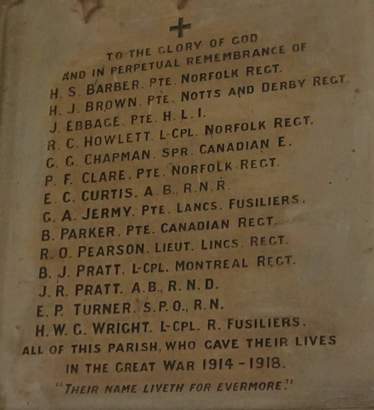 TO THE GLORY OF GOD
AND IN PERPETUAL REMEMBRANCE OF
H. S. BARBER. PTE. NORFOLK REGT.
H. J. BROWN. PTE. NOTTS AND DERBY REGT.
J. EBBAGE. PTE. H. L. I.
R. C. HOWLETT. L-CPL. NORFOLK REGT.
G. G. CHAPMAN. SPR. CANADIAN E.
P. F. CLARE. PTE. NORFOLK REGT.
E. C. CURTIS. A. B., R. N. R.
G. A. JERMY. PTE. LANCS. FUSILIERS.
B. PARKER. PTE. CANADIAN REGT.
R. O. PEARSON. LIEUT. LINCS. REGT.
B. J. PRATT. L-CPL. MONTREAL REGT.
J. R. PRATT. A.B., R. N. D.
E. P. TURNER. S. P. O., R. N.
H. W. G. WRIGHT. L-CPL. R. FUSILIERS.
ALL OF THIS PARISH, WHO GAVE THEIR LIVES
IN THE GREAT WAR 1914-1918.
"THEIR NAME LIVETH FOR EVERMORE."